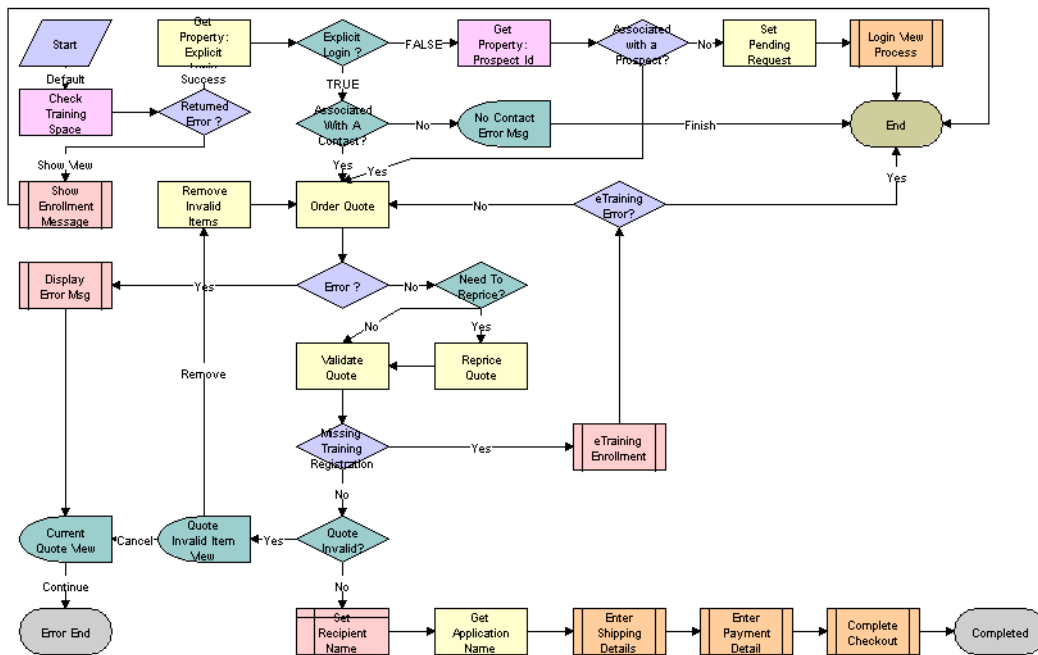 Start
Get
Property:
Explicit
Login
Explicit
Login ?
FALSE
Get
Property:
Prospect Id
Associated
with a
Prospect?
No
Set
Pending
Request
Login View
Process
Default
Success
TRUE
Check
Training
Space
Returned
Error ?
Associated
With A
Contact?
No
No Contact
Error Msg
Finish
End
Show View
Yes
Yes
Yes
Show
Enrollment
Message
Remove
Invalid
Items
Order Quote
No
eTraining
Error?
Display
Error Msg
Yes
Error ?
No
Need To
Reprice?
No
Yes
Remove
Validate
Quote
Reprice
Quote
Missing
Training
Registration
Yes
eTraining
Enrollment
No
Current
Quote View
Cancel
Quote
Invalid Item
View
Yes
Quote
Invalid?
Continue
No
Error End
Set
Recipient
Name
Get
Application
Name
Enter
Shipping
Details
Enter
Payment
Detail
Complete
Checkout
Completed